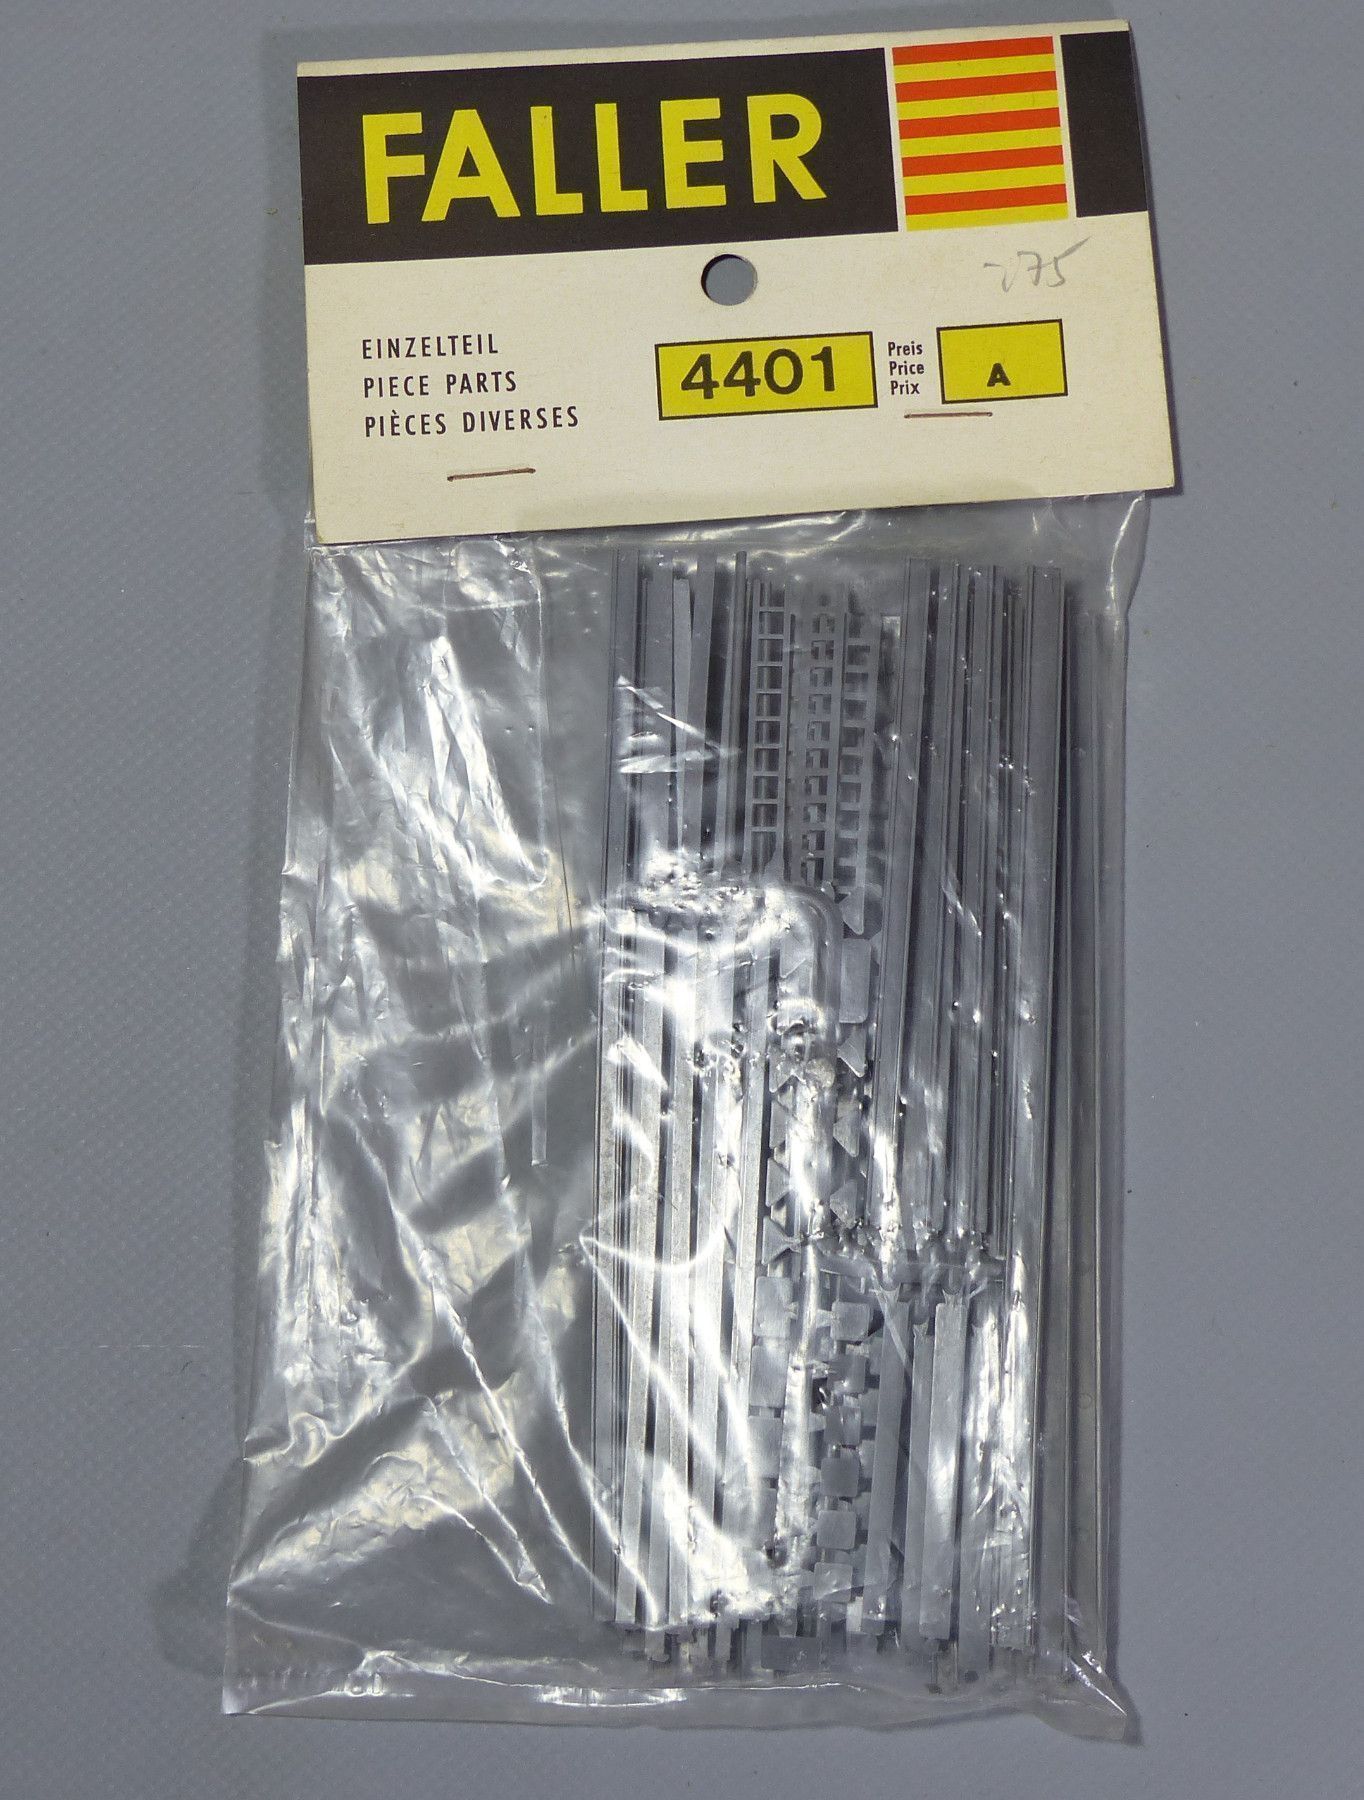 FALLER
EINZELTEIL
PIECE PARTS
PIÈCES DIVERSES
4401
Preis
Price
Prix
A